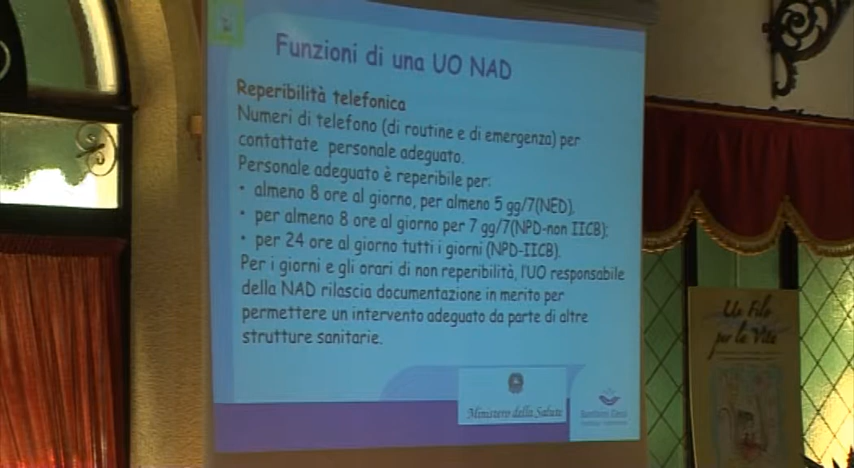 Funzioni di una UO NAD
Reperibilità telefonica
Numeri di telefono (di routine e di emergenza) per
contattate personale adeguato.
Personale adeguato è reperibile per:
• almeno 8 ore al giorno, per almeno 5 gg/7(NED).
• per almeno 8 ore al giorno per 7 gg/7(NPD-non IICB);
• per 24 ore al giorno tutti i giorni (NPD-IICB).
Per i giorni e gli orari di non reperibilità, l'UO responsabile
della NAD rilascia documentazione in merito per
permettere un intervento adeguato da parte di altre
strutture sanitarie.
Ministero della Salute
Un Filo
per la Vita